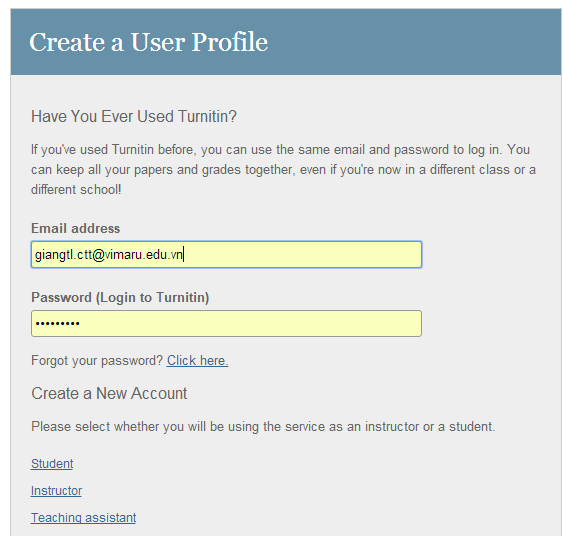 Create a User Profile
Have You Ever Used Turnitin?
If you've used Turnitin before, you can use the same email and password to log in. You
can keep all your papers and grades together, even if you're now in a different class or a
different school!
Email address
giangtl.ctt@vimaru.edu.vn
Password (Login to Turnitin)
•••••••••
Forgot your password? Click here.
Create a New Account
Please select whether you will be using the service as an instructor or a student.
Student
Instructor
Teaching assistant